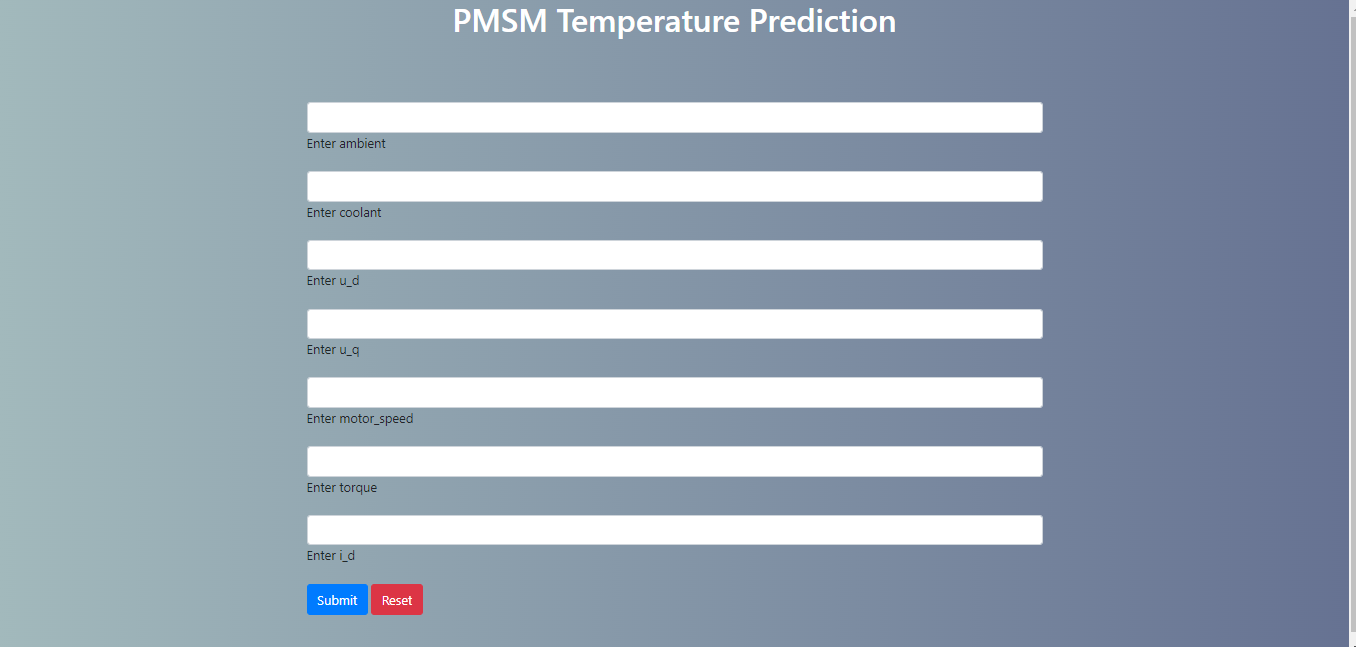 PMSM Temperature Prediction
Enter ambient
Enter coolant
Enter u_d
Enter u_q
Enter motor_speed
Enter torque
Enter i_d
Submit Reset